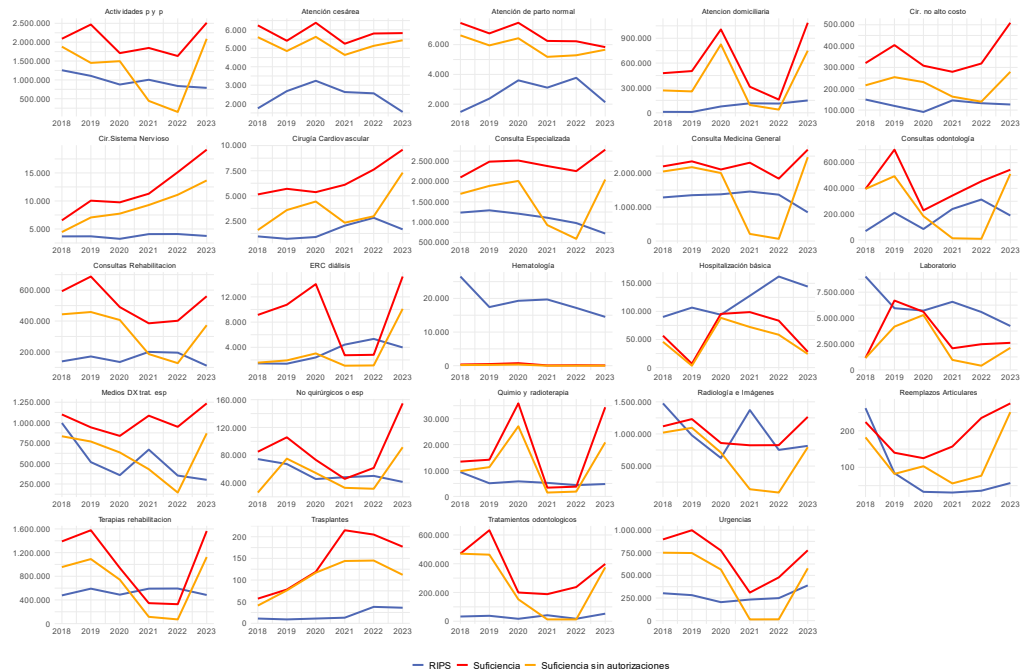 Actividades p y p
2.500.000
2.000.000
1.500.000
1.000.000
500.000
2018 2019 2020 2021 2022 2023
Atención cesárea
6.000
5.000
4.000
3.000
2.000
2018 2019 2020 2021 2022 2023
Atención de parto normal
6.000
4.000
2.000
2018 2019 2020 2021 2022 2023
Atencion domiciliaria
900.000
600.000
300.000
0
2018 2019 2020 2021 2022 2023
Cir. no alto costo
500.000
400.000
300.000
200.000
100.000
2018 2019 2020 2021 2022 2023
Cir.Sistema Nervioso
15.000
10.000
5.000
2018 2019 2020 2021 2022 2023
Cirugía Cardiovascular
10.000
7.500
5.000
2.500
2018 2019 2020 2021 2022 2023
Consulta Especializada
2.500.000
2.000.000
1.500.000
1.000.000
500.000
2018 2019 2020 2021 2022 2023
Consulta Medicina General
2.000.000
1.000.000
0
2018 2019 2020 2021 2022 2023
Consultas odontología
600.000
400.000
200.000
0
2018 2019 2020 2021 2022 2023
Consultas Rehabilitacion
600.000
400.000
200.000
2018 2019 2020 2021 2022 2023
ERC diálisis
12.000
8.000
4.000
2018 2019 2020 2021 2022 2023
Hematología
20.000
10.000
0
2018 2019 2020 2021 2022 2023
Hospitalización básica
150.000
100.000
50.000
0
2018 2019 2020 2021 2022 2023
Laboratorio
7.500.000
5.000.000
2.500.000
0
2018 2019 2020 2021 2022 2023
Medios DX trat. esp
1.250.000
1.000.000
750.000
500.000
250.000
2018 2019 2020 2021 2022 2023
No quirúrgicos o esp
160.000
120.000
80.000
40.000
2018 2019 2020 2021 2022 2023
Quimio y radioterapia
30.000
20.000
10.000
0
2018 2019 2020 2021 2022 2023
Radiología e Imágenes
1.500.000
1.000.000
500.000
2018 2019 2020 2021 2022 2023
Reemplazos Articulares
200
100
2018 2019 2020 2021 2022 2023
Terapias rehabilitacion
1.600.000
1.200.000
800.000
400.000
0
2018 2019 2020 2021 2022 2023
Trasplantes
200
150
100
50
0
2018 2019 2020 2021 2022 2023
Tratamientos odontologicos
600.000
400.000
200.000
0
2018 2019 2020 2021 2022 2023
Urgencias
1.000.000
750.000
500.000
250.000
0
2018 2019 2020 2021 2022 2023
RIPS Suficiencia Suficiencia sin autorizaciones